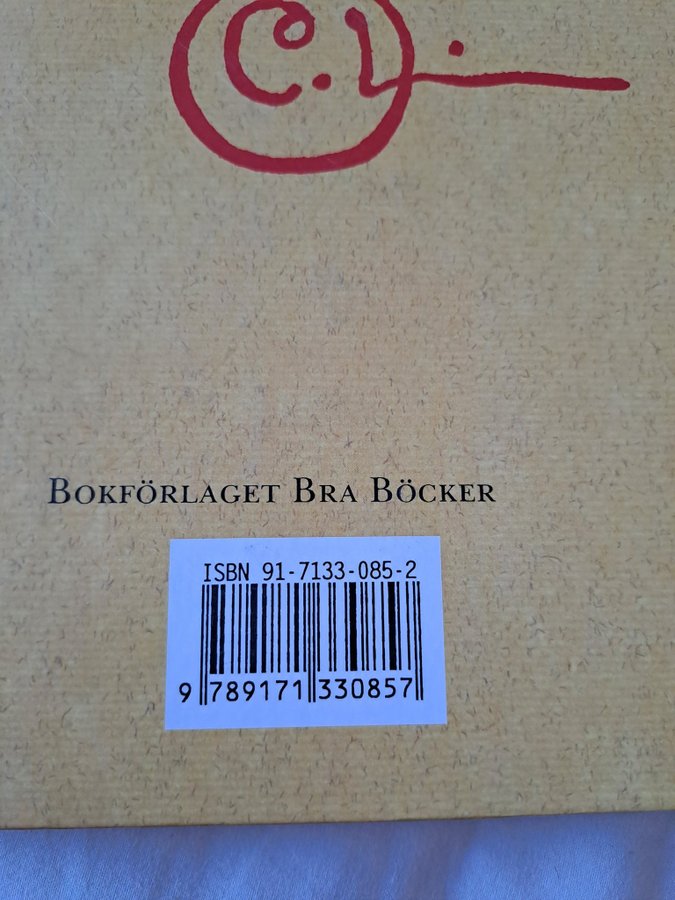 C.L.
BOKFÖRLAGET BRA BÖCKER
ISBN 91-7133-085-2
9 789171 330857